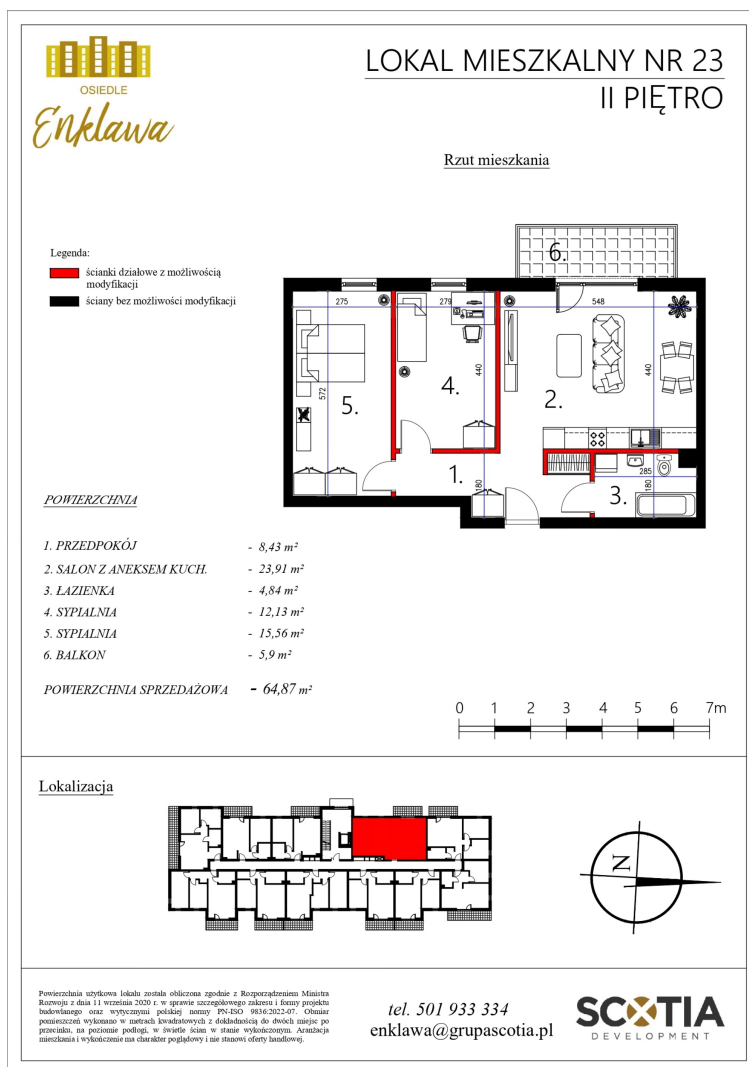 OSIEDLE
Enklawa
LOKAL MIESZKALNY NR 23
II PIĘTRO
Rzut mieszkania
Legenda:
ścianki działowe z możliwością
modyfikacji
ściany bez możliwości modyfikacji
6.
275
279
548
572
440
440
5.
4.
2.
1.
180
3.
285
180
POWIERZCHNIA
1. PRZEDPOKÓJ - 8,43 m²
2. SALON Z ANEKSEM KUCH. - 23,91 m²
3. ŁAZIENKA - 4,84 m²
4. SYPIALNIA - 12,13 m²
5. SYPIALNIA - 15,56 m²
6. BALKON - 5,9 m²
POWIERZCHNIA SPRZEDAŻOWA - 64,87 m²
0 1 2 3 4 5 6 7m
Lokalizacja
N
Powierzchnia użytkowa lokalu została obliczona zgodnie z Rozporządzeniem Ministra
Rozwoju z dnia 11 września 2020 r. w sprawie szczegółowego zakresu i formy projektu
budowlanego oraz wytycznymi polskiej normy PN-ISO 9836:2022-07. Obmiar
pomieszczeń wykonano w metrach kwadratowych z dokładnością do dwóch miejsc po
przecinku, na poziomie podłogi, w świetle ścian w stanie wykończonym. Aranżacja
mieszkania i wykończenie ma charakter poglądowy i nie stanowi oferty handlowej.
tel. 501 933 334
enklawa@grupascotia.pl
SCOTIA
DEVELOPMENT